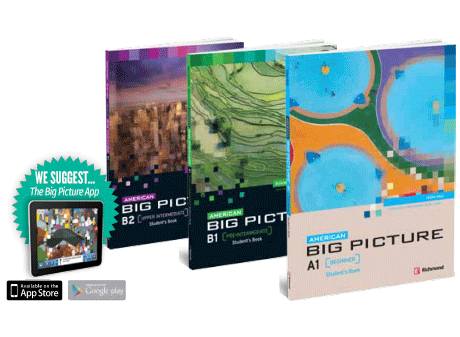 WE SUGGEST...
The Big Picture App
Available on the
App Store
Google play
AMERICAN
BIG PICT
B2 [UPPER INTERMEDIATE]
Student's Book
AMERICAN
BIG PIC
B1 [PRE-INTERMEDIATE]
Student's Book
AMERICAN
BIG PICTURE
A1 [BEGINNER]
Student's Book
Richmond